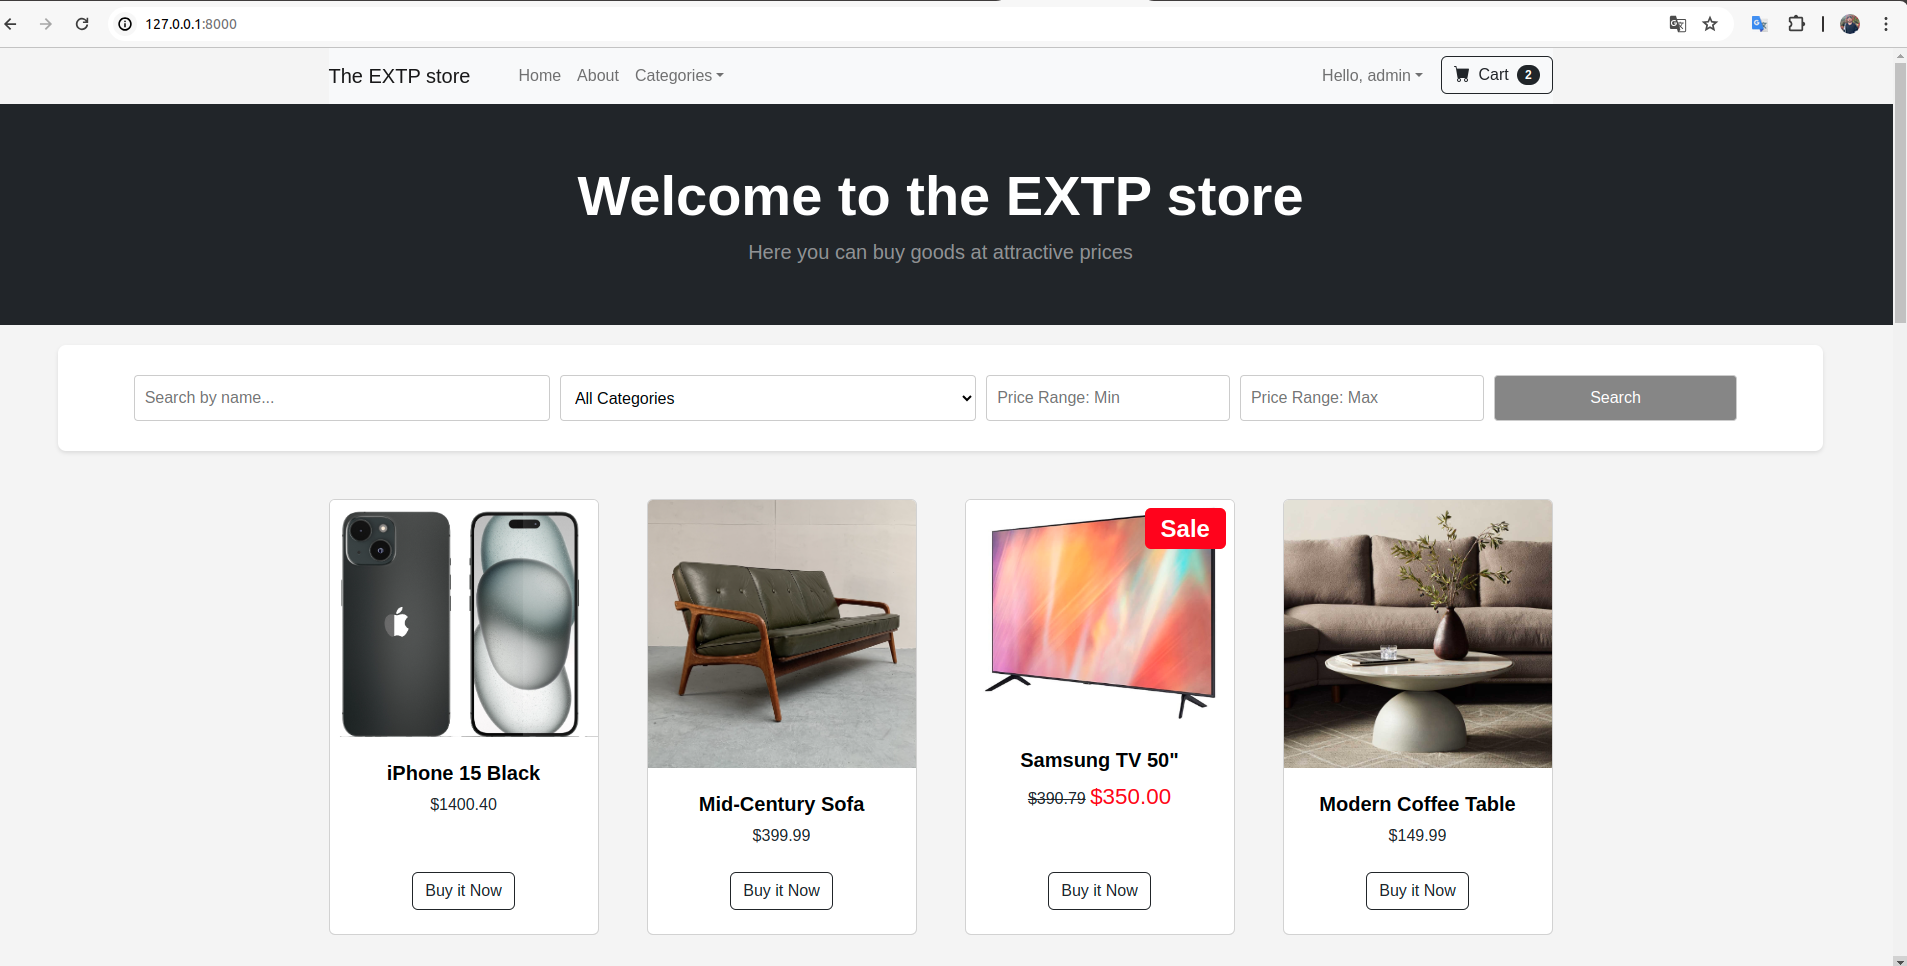 127.0.0.1:8000
The EXTP store Home About Categories Hello, admin Cart 2
Welcome to the EXTP store
Here you can buy goods at attractive prices
Search by name... All Categories Price Range: Min Price Range: Max Search
Sale
iPhone 15 Black
$1400.40
Buy it Now
Mid-Century Sofa
$399.99
Buy it Now
Samsung TV 50"
$390.79 $350.00
Buy it Now
Modern Coffee Table
$149.99
Buy it Now